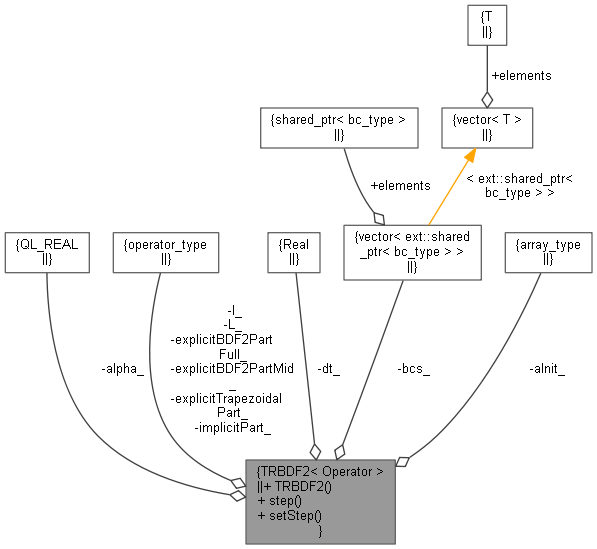 {T
||}
+elements
{shared_ptr< bc_type >
||}
{vector< T >
||}
+elements
< ext::shared_ptr<
bc_type > >
{QL_REAL
||}
{operator_type
||}
{Real
||}
{vector< ext::shared
_ptr< bc_type > >
||}
{array_type
||}
-alpha_
-I_
-L_
-explicitBDF2Part
Full_
-explicitBDF2PartMid
_
-explicitTrapezoidal
Part_
-implicitPart_
-dt_
-bcs_
-aInit_
{TRBDF2< Operator >
||+ TRBDF2()
+ step()
+ setStep()
}